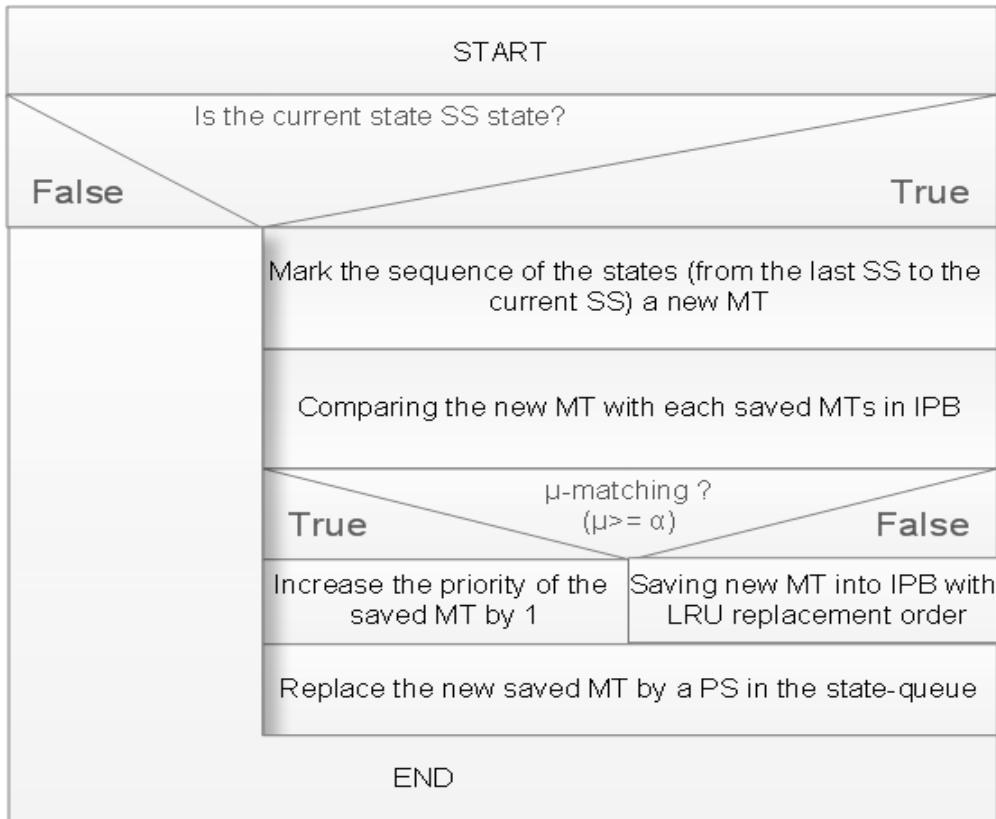 START
Is the current state SS state?
False
True
Mark the sequence of the states (from the last SS to the
current SS) a new MT
Comparing the new MT with each saved MTs in IPB
μ-matching ?
(μ>= α)
True
False
Increase the priority of the
saved MT by 1
Saving new MT into IPB with
LRU replacement order
Replace the new saved MT by a PS in the state-queue
END